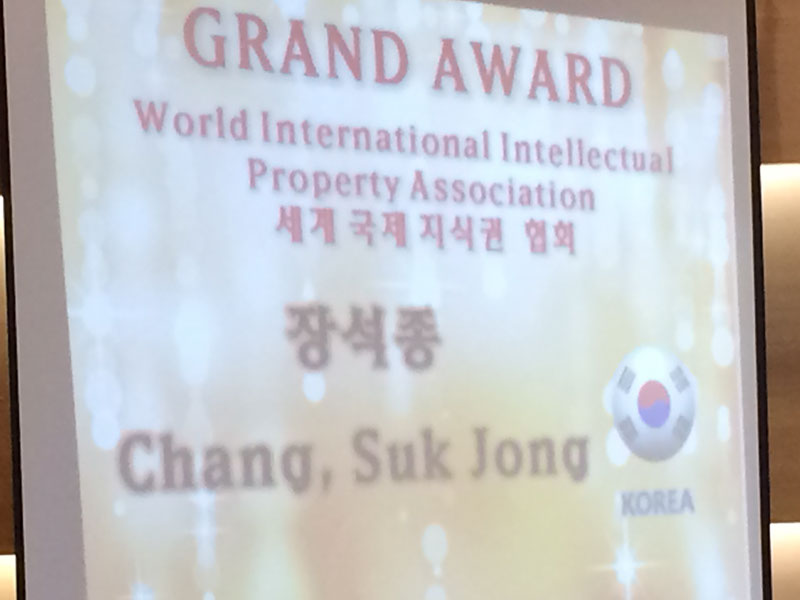 GRAND AWARD
World International Intellectual
Property Association
세계 국제 지식권 협회
장석종
Chang, Suk Jong
KOREA